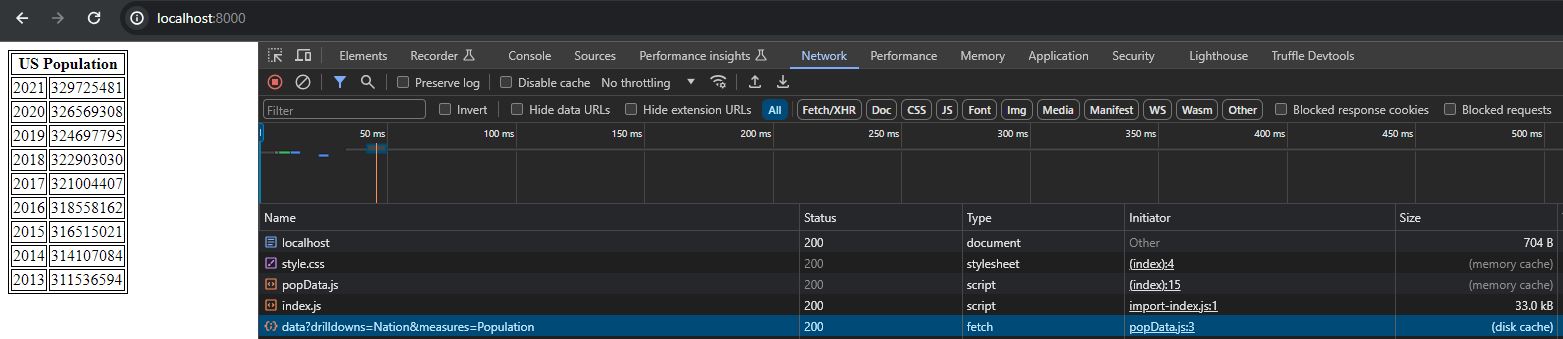 localhost:8000
US Population
2021 329725481
2020 326569308
2019 324697795
2018 322903030
2017 321004407
2016 318558162
2015 316515021
2014 314107084
2013 311536594
Elements Recorder Console Sources Performance insights Network Performance Memory Application Security Lighthouse Truffle Devtools
Preserve log Disable cache No throttling
Filter Invert Hide data URLs Hide extension URLs All Fetch/XHR Doc CSS JS Font Img Media Manifest WS Wasm Other Blocked response cookies Blocked requests
50 ms 100 ms 150 ms 200 ms 250 ms 300 ms 350 ms 400 ms 450 ms 500 ms
Name Status Type Initiator Size
localhost 200 document Other 704 B
style.css 200 stylesheet (index):4 (memory cache)
popData.js 200 script (index):15 (memory cache)
index.js 200 script import-index.js:1 33.0 kB
data?drilldowns=Nation&measures=Population 200 fetch popData.js:3 (disk cache)